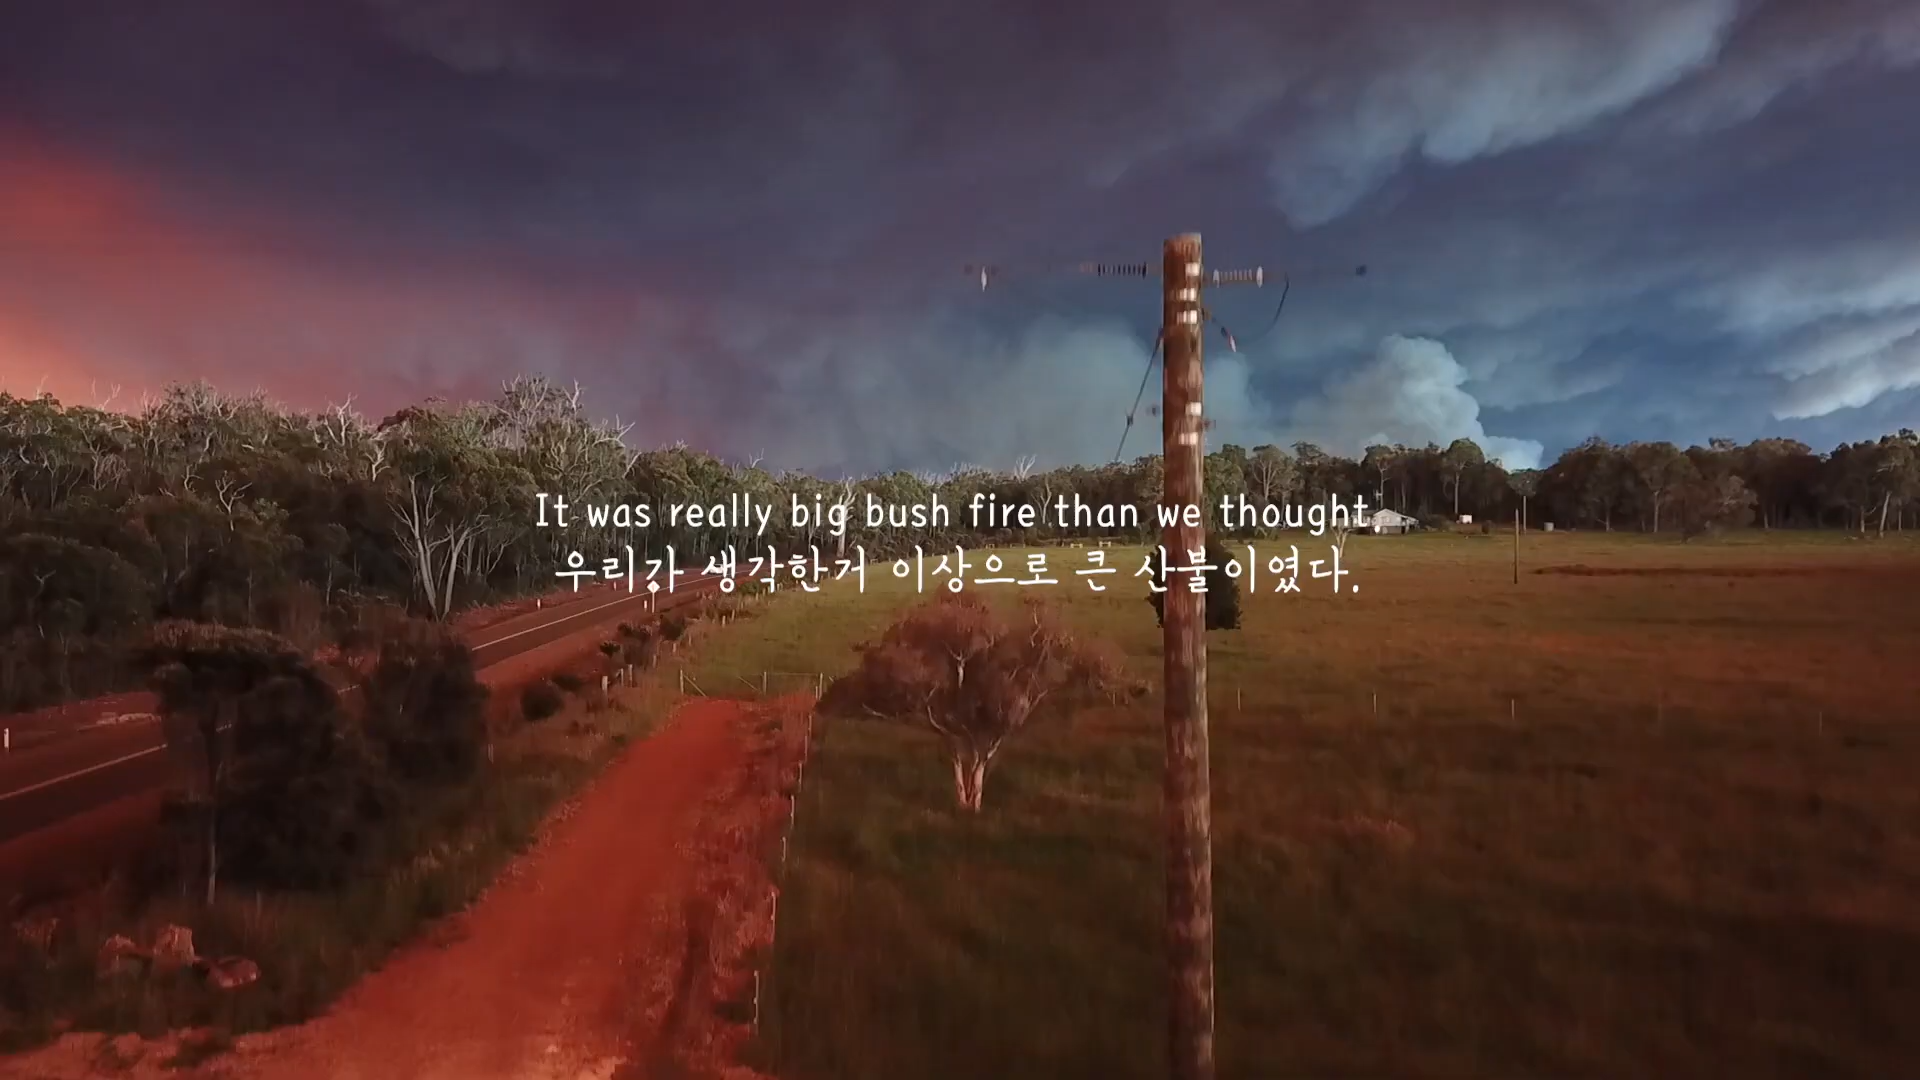 It was really big bush fire than we thought.
우리가 생각한거 이상으로 큰 산불이였다.